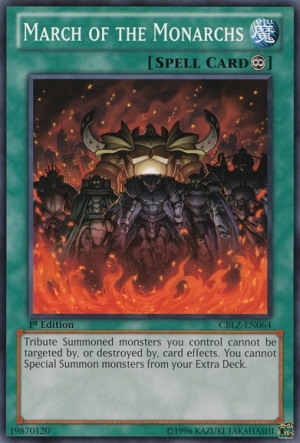 MARCH OF THE MONARCHS
魔
[SPELL CARD]
1st Edition
CBLZ-EN064
Tribute Summoned monsters you control cannot be
targeted by, or destroyed by, card effects. You cannot
Special Summon monsters from your Extra Deck.
19870120
©1996 KAZUKI TAKAHASHI